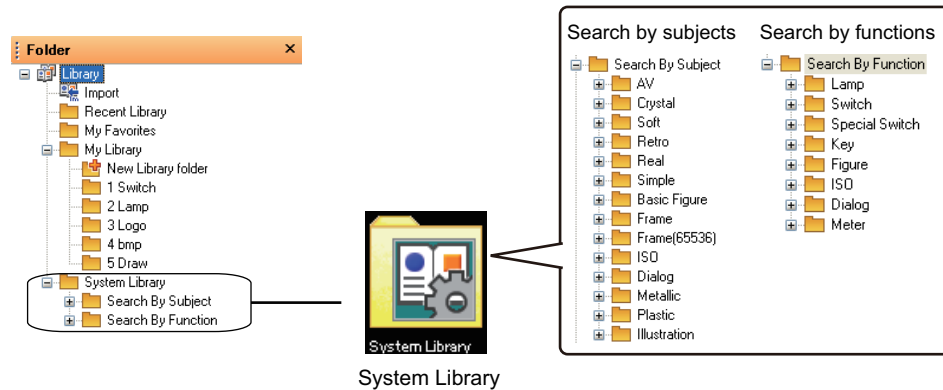 Folder
Library
Import
Recent Library
My Favorites
My Library
New Library folder
1 Switch
2 Lamp
3 Logo
4 bmp
5 Draw
System Library
Search By Subject
Search By Function
System Library
System Library
Search by subjects
Search By Subject
AV
Crystal
Soft
Retro
Real
Simple
Basic Figure
Frame
Frame(65536)
ISO
Dialog
Metallic
Plastic
Illustration
Search by functions
Search By Function
Lamp
Switch
Special Switch
Key
Figure
ISO
Dialog
Meter